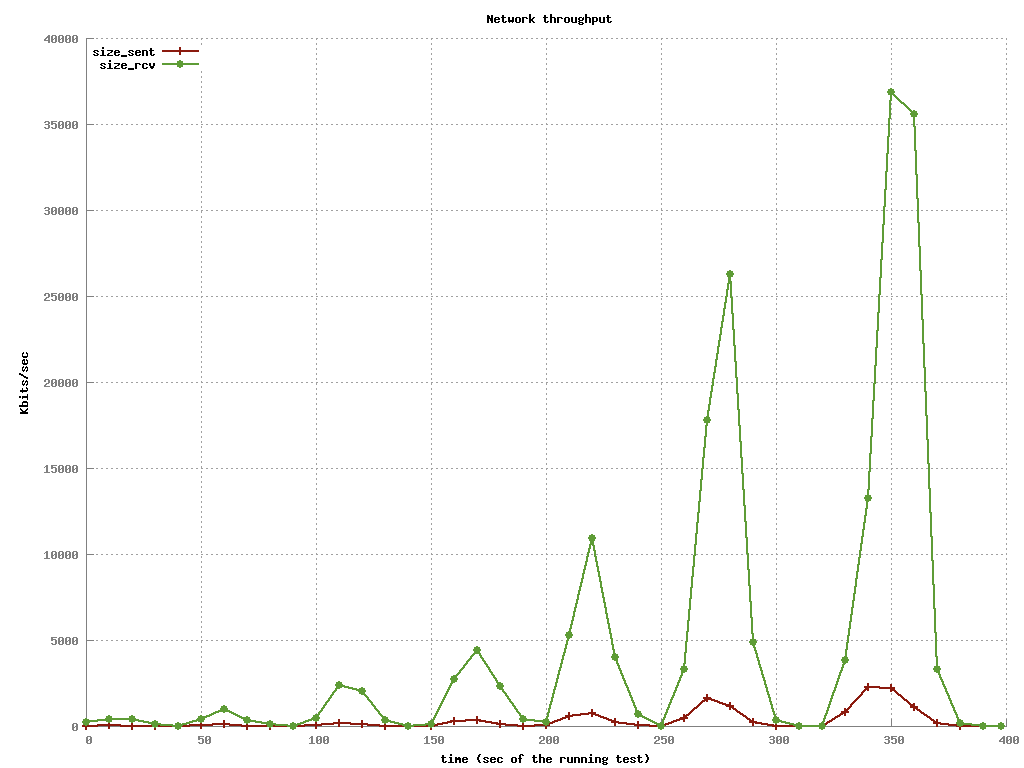 Network throughput
40000
size_sent
size_rcv
35000
30000
25000
20000
Kbits/sec
15000
10000
5000
0
0 50 100 150 200 250 300 350 400
time (sec of the running test)